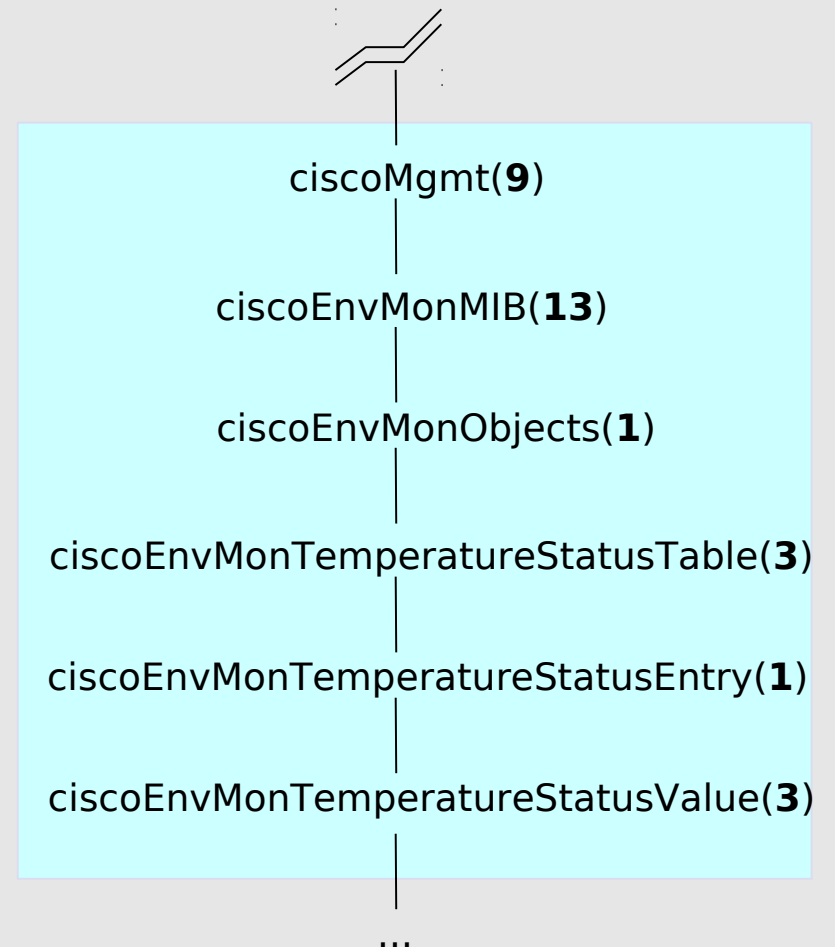 ciscoMgmt(9)
ciscoEnvMonMIB(13)
ciscoEnvMonObjects(1)
ciscoEnvMonTemperatureStatusTable(3)
ciscoEnvMonTemperatureStatusEntry(1)
ciscoEnvMonTemperatureStatusValue(3)
...